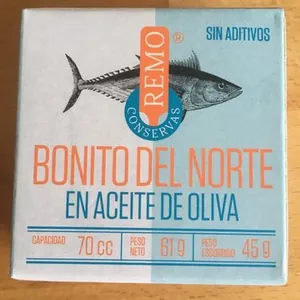 SIN ADITIVOS
REMO®
CONSERVAS
BONITO DEL NORTE
EN ACEITE DE OLIVA
CAPACIDAD 70 cc PESO NETO 61 g PESO ESCURRIDO 45 g